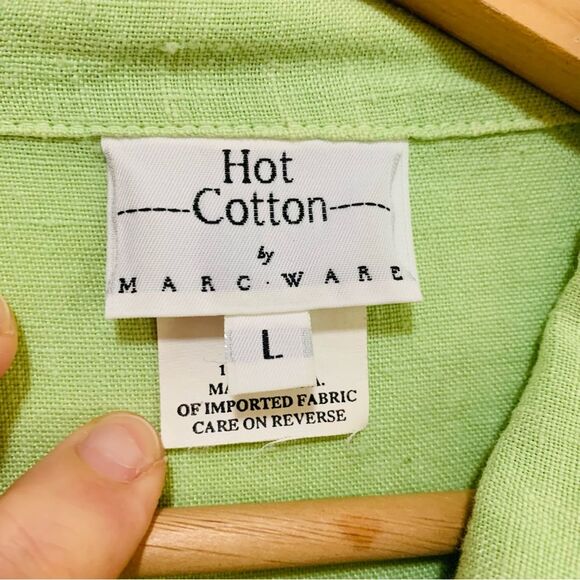 Hot
Cotton
by
MARC·WARE
L
OF IMPORTED FABRIC
CARE ON REVERSE